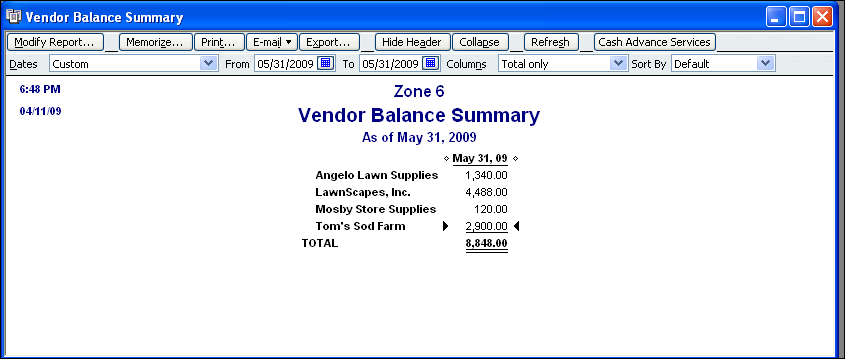 Vendor Balance Summary
Modify Report... Memorize... Print... E-mail Export... Hide Header Collapse Refresh Cash Advance Services
Dates Custom From 05/31/2009 To 05/31/2009 Columns Total only Sort By Default
6:48 PM
04/11/09
Zone 6
Vendor Balance Summary
As of May 31, 2009
May 31, 09
Angelo Lawn Supplies 1,340.00
LawnScapes, Inc. 4,488.00
Mosby Store Supplies 120.00
Tom's Sod Farm 2,900.00
TOTAL 8,848.00